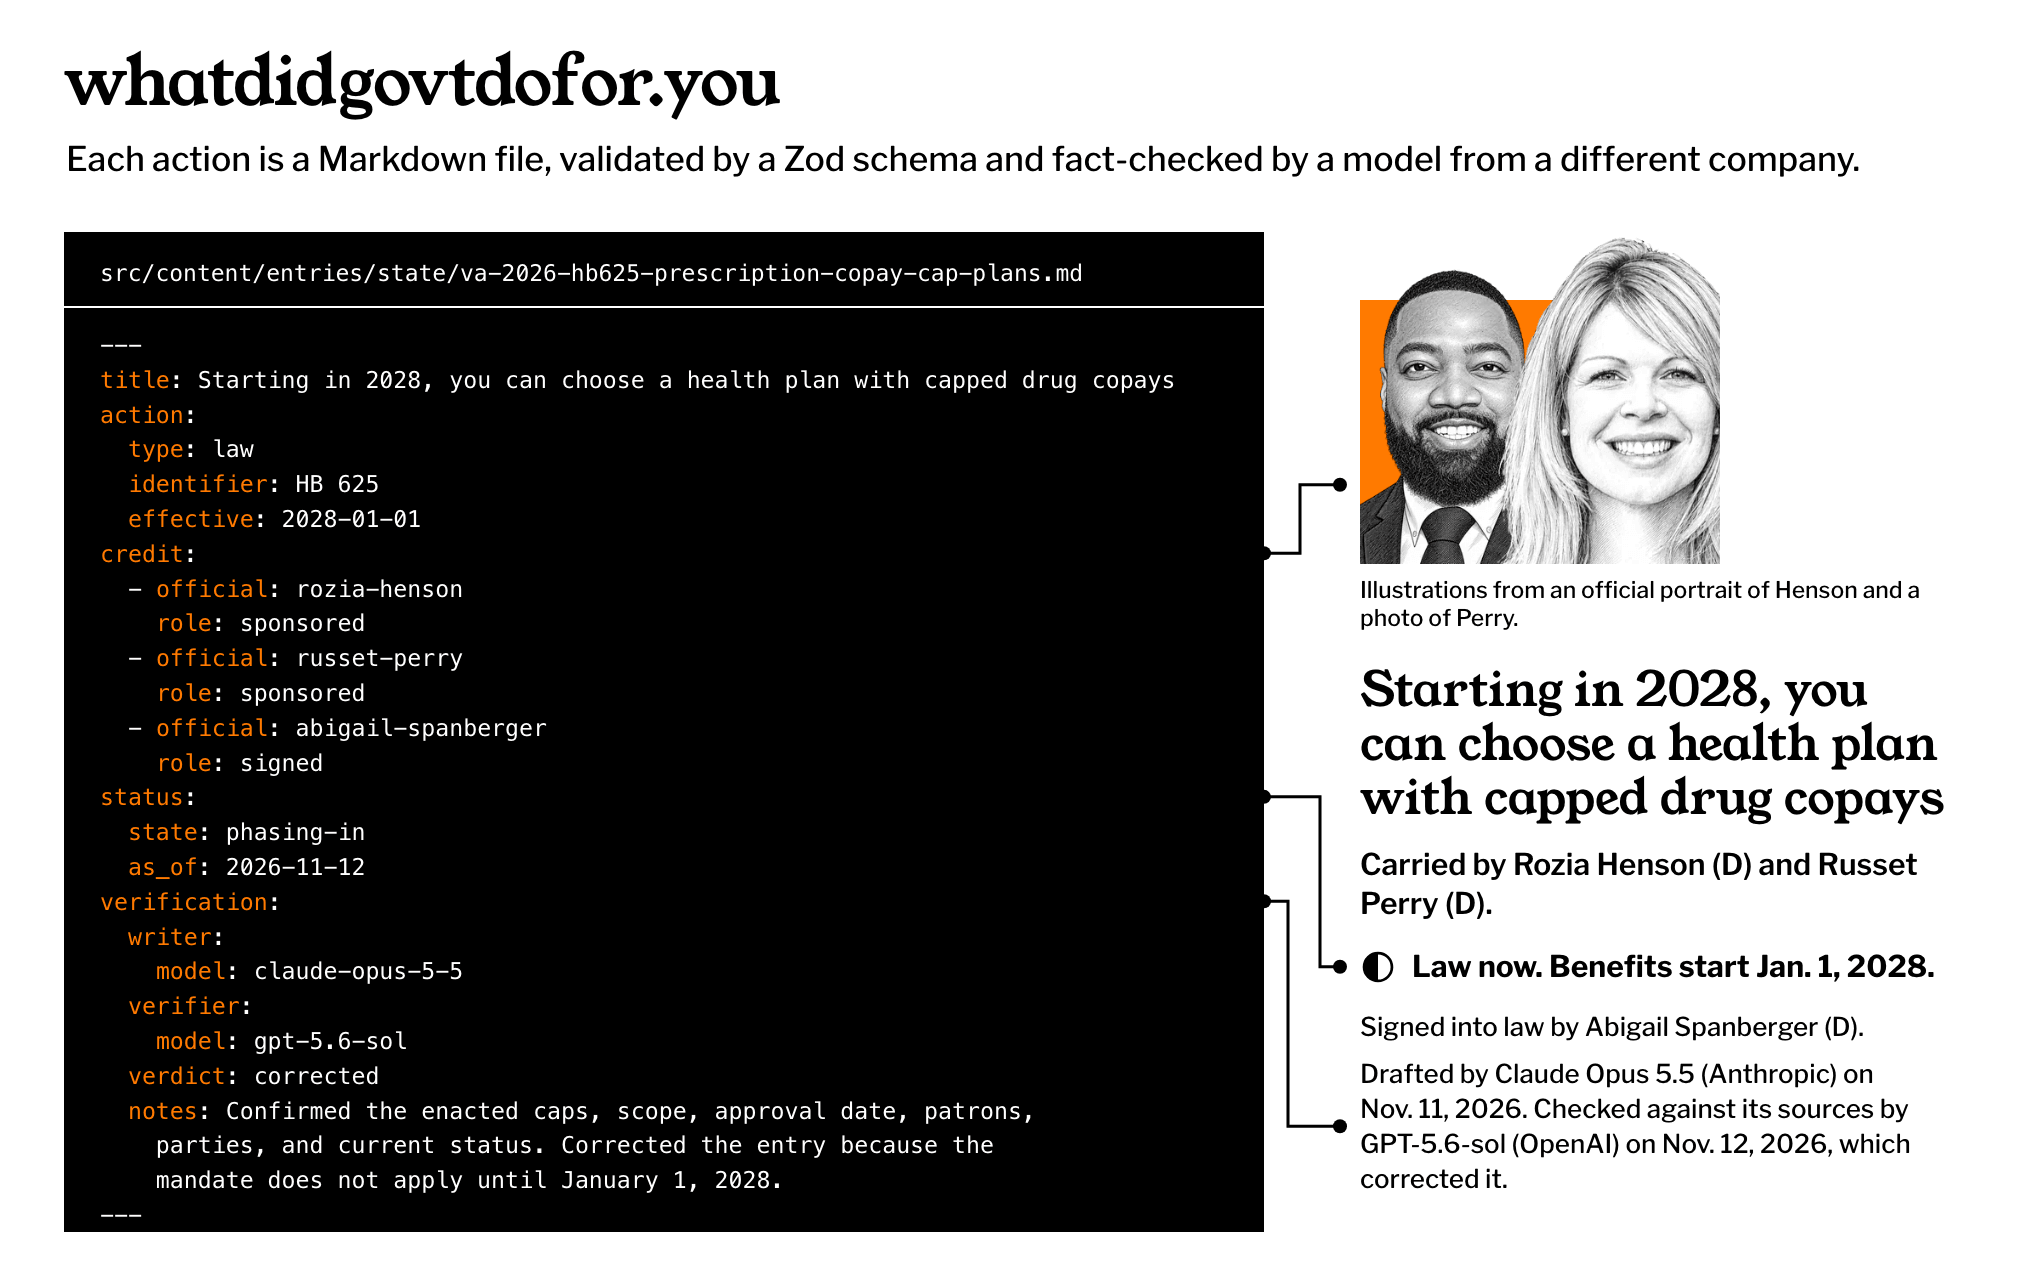 whatdidgovtdofor.you
Each action is a Markdown file, validated by a Zod schema and fact-checked by a model from a different company.
src/content/entries/state/va-2026-hb625-prescription-copay-cap-plans.md
---
title: Starting in 2028, you can choose a health plan with capped drug copays
action:
  type: law
  identifier: HB 625
  effective: 2028-01-01
credit:
  - official: rozia-henson
    role: sponsored
  - official: russet-perry
    role: sponsored
  - official: abigail-spanberger
    role: signed
status:
  state: phasing-in
  as_of: 2026-11-12
verification:
  writer:
    model: claude-opus-5-5
  verifier:
    model: gpt-5.6-sol
  verdict: corrected
  notes: Confirmed the enacted caps, scope, approval date, patrons,
    parties, and current status. Corrected the entry because the
    mandate does not apply until January 1, 2028.
---
Illustrations from an official portrait of Henson and a
photo of Perry.
Starting in 2028, you
can choose a health plan
with capped drug copays
Carried by Rozia Henson (D) and Russet
Perry (D).
Law now. Benefits start Jan. 1, 2028.
Signed into law by Abigail Spanberger (D).
Drafted by Claude Opus 5.5 (Anthropic) on
Nov. 11, 2026. Checked against its sources by
GPT-5.6-sol (OpenAI) on Nov. 12, 2026, which
corrected it.